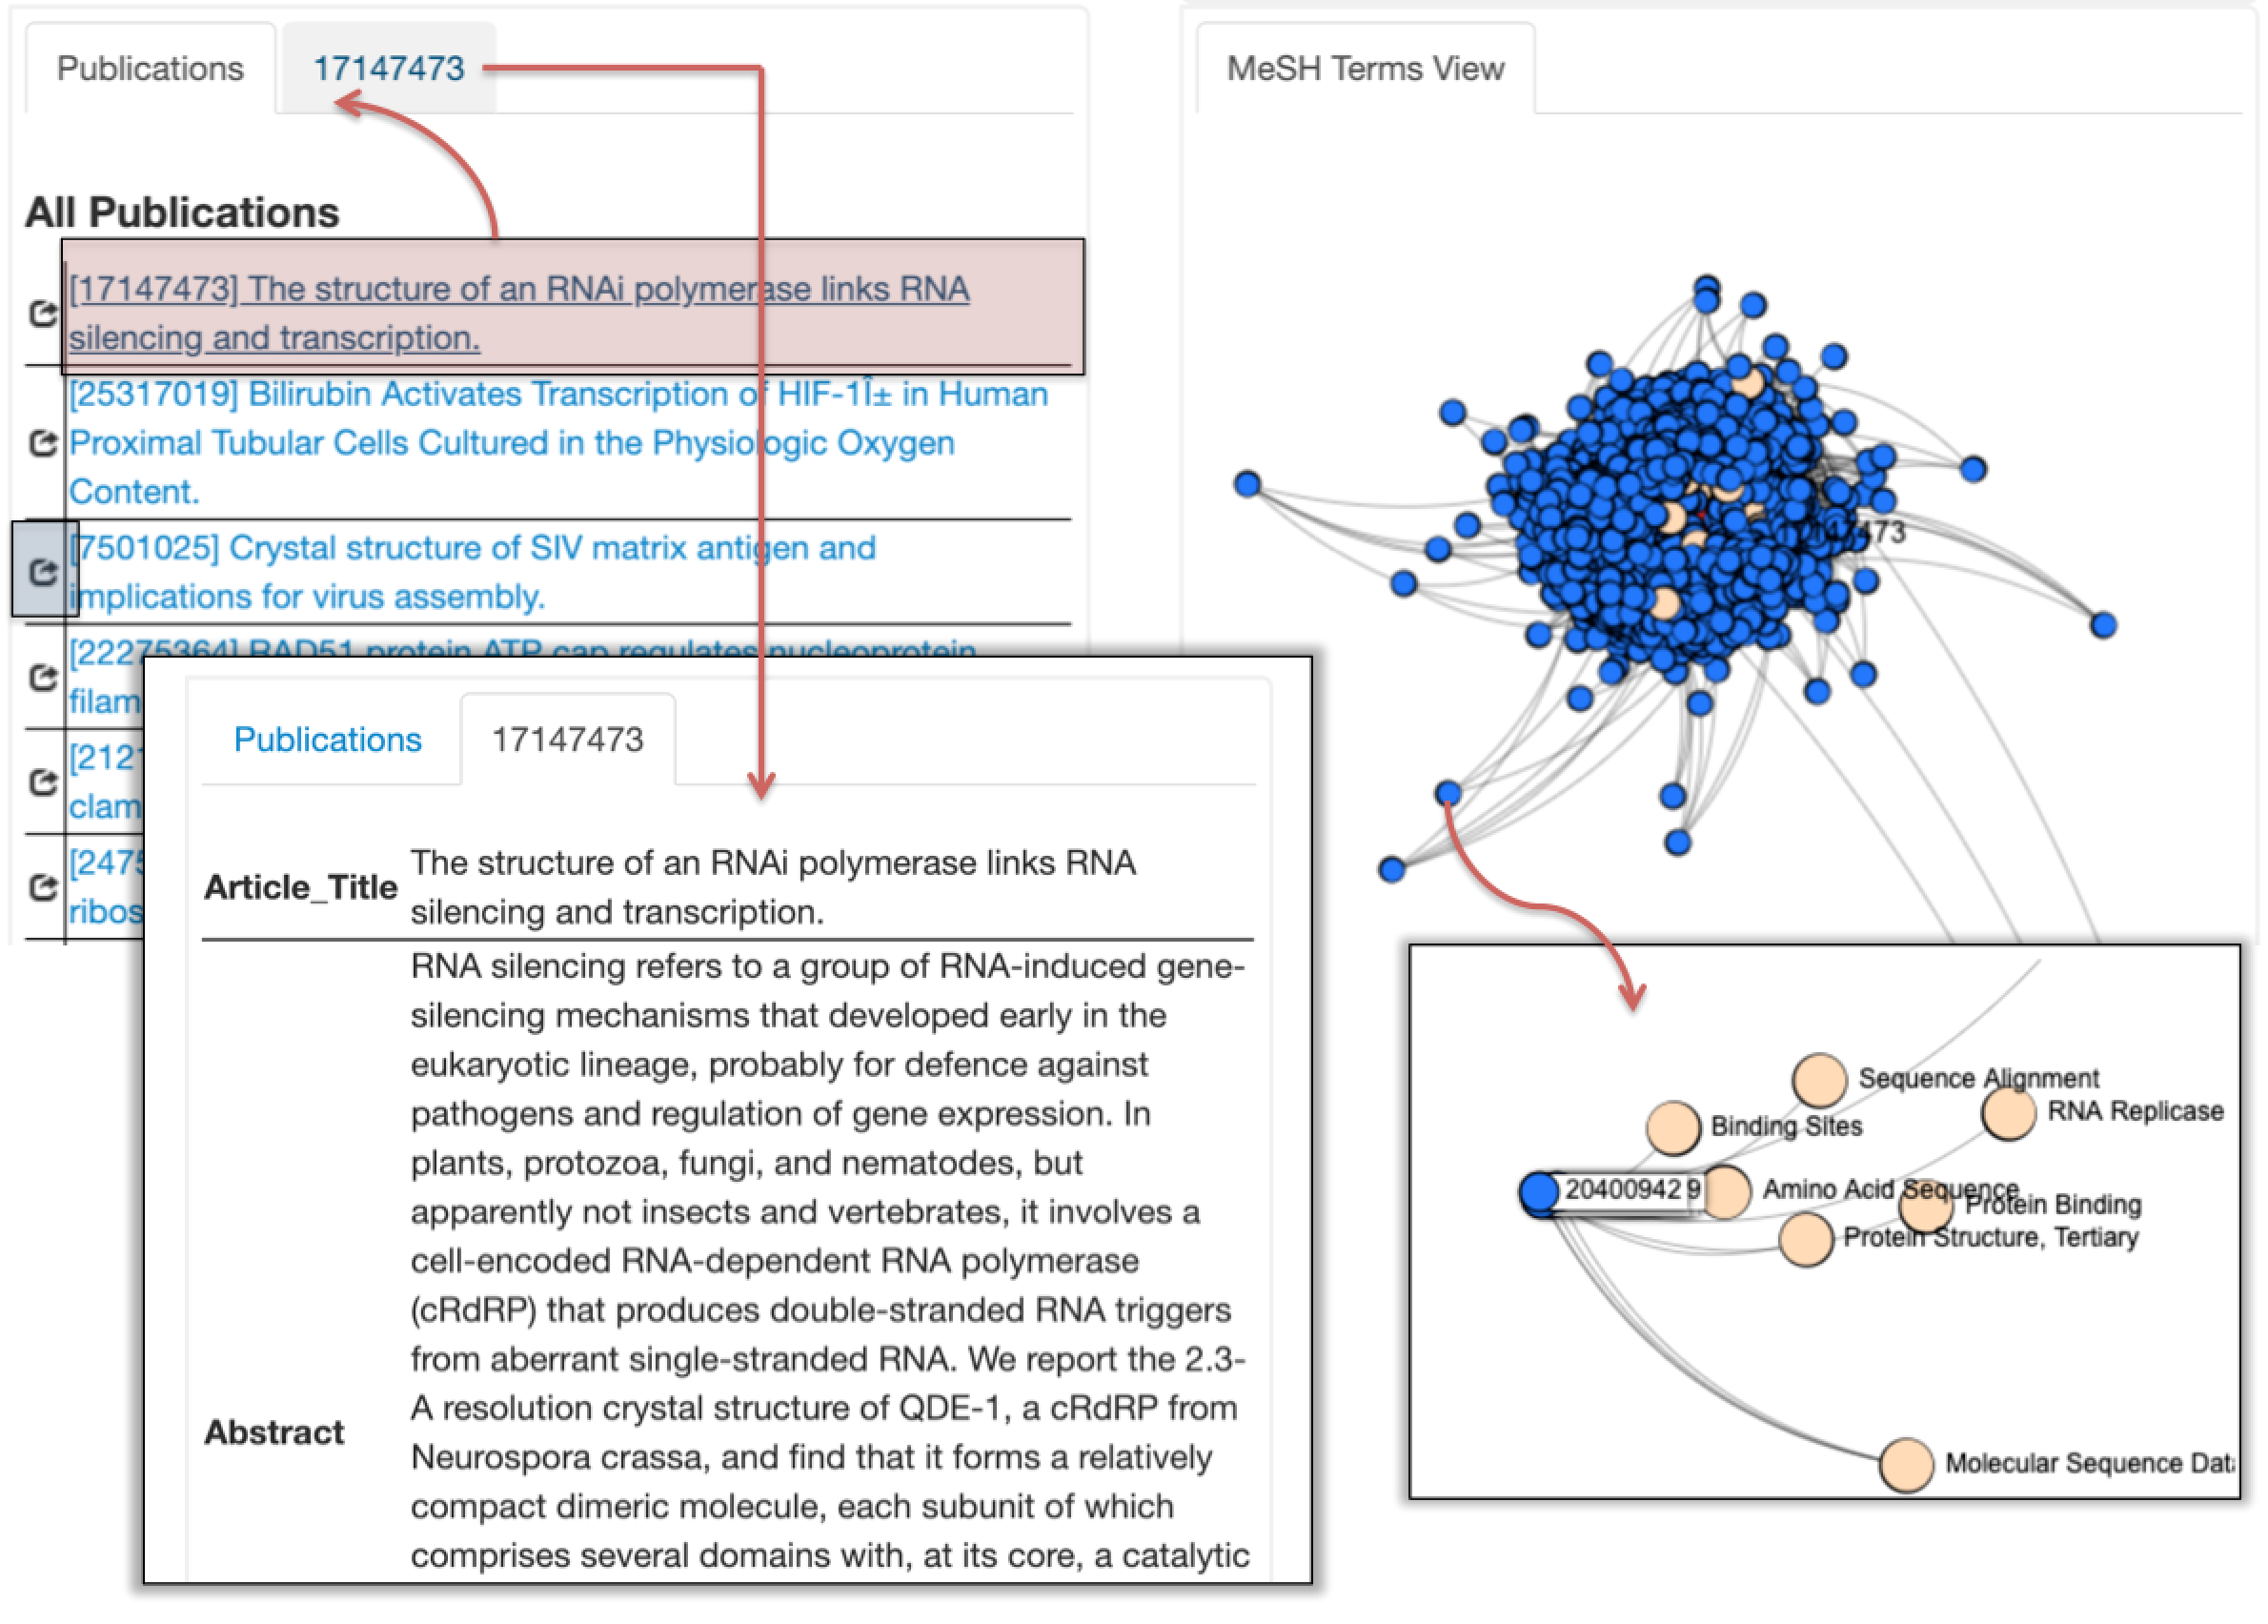 Publications
17147473
All Publications
[17147473] The structure of an RNAi polymerase links RNA
silencing and transcription.
[25317019] Bilirubin Activates Transcription of HIF-1Î± in Human
Proximal Tubular Cells Cultured in the Physiologic Oxygen
Content.
[7501025] Crystal structure of SIV matrix antigen and
implications for virus assembly.
[22275364] RAD51 protein ATP cap regulates nucleoprotein
filam
[212
clam
[247
ribos
Publications
17147473
Article_Title
The structure of an RNAi polymerase links RNA
silencing and transcription.
Abstract
RNA silencing refers to a group of RNA-induced gene-
silencing mechanisms that developed early in the
eukaryotic lineage, probably for defence against
pathogens and regulation of gene expression. In
plants, protozoa, fungi, and nematodes, but
apparently not insects and vertebrates, it involves a
cell-encoded RNA-dependent RNA polymerase
(cRdRP) that produces double-stranded RNA triggers
from aberrant single-stranded RNA. We report the 2.3-
A resolution crystal structure of QDE-1, a cRdRP from
Neurospora crassa, and find that it forms a relatively
compact dimeric molecule, each subunit of which
comprises several domains with, at its core, a catalytic
MeSH Terms View
473
Sequence Alignment
RNA Replicase
Binding Sites
20400942 9
Amino Acid Sequence
Protein Binding
Protein Structure, Tertiary
Molecular Sequence Dat